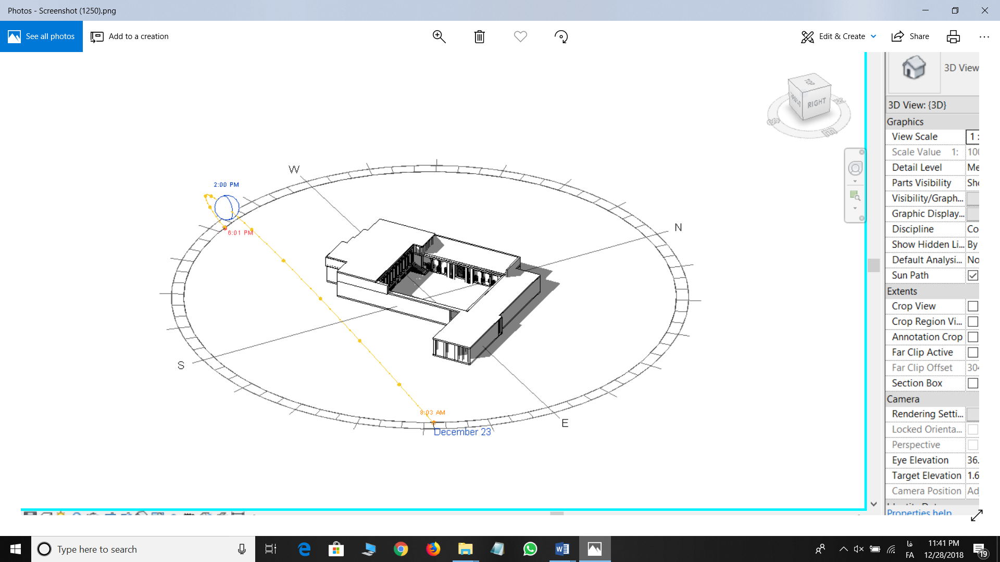 Photos - Screenshot (1250).png
See all photos
Add to a creation
Edit & Create
Share
3D View
3D View: {3D}
Graphics
View Scale
1 :
Scale Value 1:
100
Detail Level
Me
Parts Visibility
Sho
Visibility/Graph...
Graphic Display...
Discipline
Co
Show Hidden Li...
By
Default Analysi...
No
Sun Path
Extents
Crop View
Crop Region Vi...
Annotation Crop
Far Clip Active
Far Clip Offset
304
Section Box
Camera
Rendering Setti...
Locked Orienta...
Perspective
Eye Elevation
36.
Target Elevation
1.6
Camera Position
Ad
Properties help
TOP
RIGHT
S
E
N
W
2:00 PM
6:01 PM
N
S
8:03 AM
December 23
E
Type here to search
فا
FA
11:41 PM
12/28/2018
19